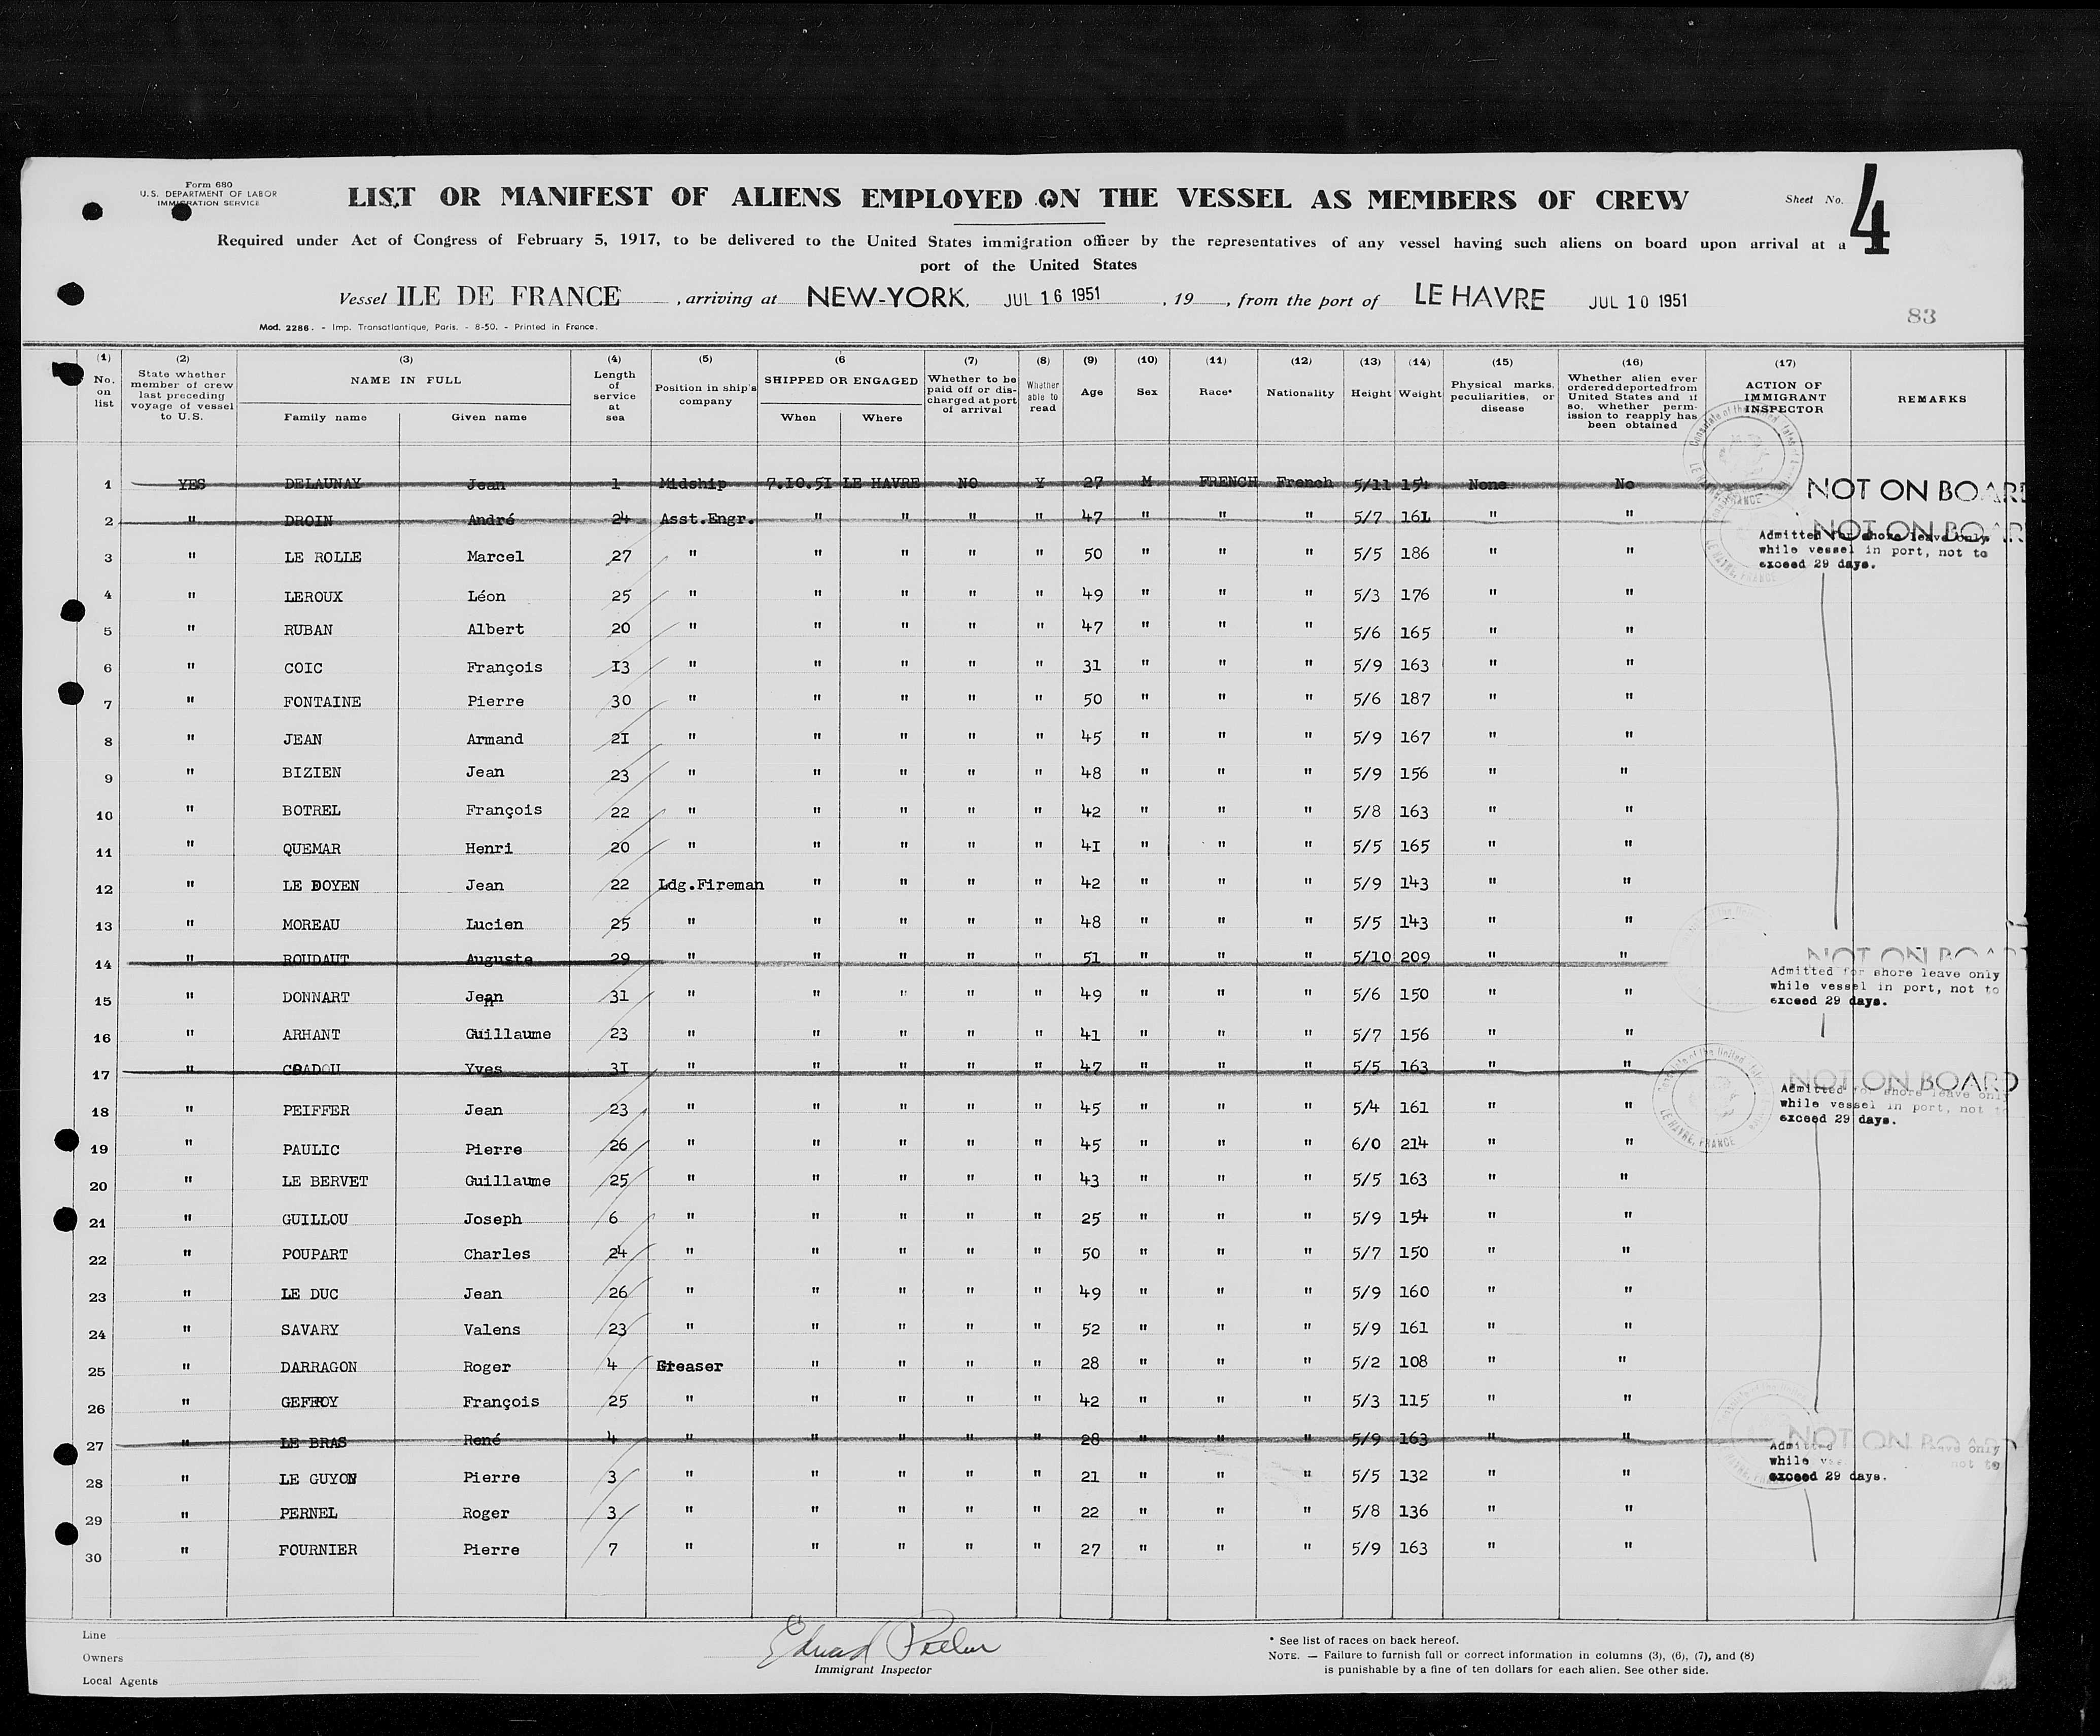 Form 680
U.S. DEPARTMENT OF LABOR
IMMIGRATION SERVICE
LIST OR MANIFEST OF ALIENS EMPLOYED ON THE VESSEL AS MEMBERS OF CREW
Sheet No. 4
Required under Act of Congress of February 5, 1917, to be delivered to the United States immigration officer by the representatives of any vessel having such aliens on board upon arrival at a
port of the United States
Vessel ILE DE FRANCE, arriving at NEW-YORK, JUL 16 1951, 19, from the port of LE HAVRE JUL 10 1951
83
Mod. 2286. - Imp. Transatlantique, Paris. - 8-50. - Printed in France.
(1) (2) (3) (4) (5) (6 (7) (8) (9) (10) (11) (12) (13) (14) (15) (16) (17)
No. on list
State whether member of crew last preceding voyage of vessel to U.S.
NAME IN FULL
Family name Given name
Length of service at sea
Position in ship's company
SHIPPED OR ENGAGED
When Where
Whether to be paid off or discharged at port of arrival
Whether able to read
Age
Sex
Race*
Nationality
Height
Weight
Physical marks, peculiarities, or disease
Whether alien ever ordered deported from United States and if so, whether permission to reapply has been obtained
ACTION OF IMMIGRANT INSPECTOR
REMARKS
1 YES DELAUNAY Jean 1 Midship 7.10.51 LE HAVRE NO Y 27 M FRENCH French 5/11 154 None No NOT ON BOARD
2 " DROIN André 24 Asst.Engr. " " " " 47 " " " 5/7 161 " " NOT ON BOARD
3 " LE ROLLE Marcel 27 " " " " " 50 " " " 5/5 186 " " Admitted for shore leave only while vessel in port, not to exceed 29 days.
4 " LEROUX Léon 25 " " " " " 49 " " " 5/3 176 " "
5 " RUBAN Albert 20 " " " " " 47 " " " 5/6 165 " "
6 " COIC François 13 " " " " " 31 " " " 5/9 163 " "
7 " FONTAINE Pierre 30 " " " " " 50 " " " 5/6 187 " "
8 " JEAN Armand 21 " " " " " 45 " " " 5/9 167 " "
9 " BIZIEN Jean 23 " " " " " 48 " " " 5/9 156 " "
10 " BOTREL François 22 " " " " " 42 " " " 5/8 163 " "
11 " QUEMAR Henri 20 " " " " " 41 " " " 5/5 165 " "
12 " LE DOYEN Jean 22 Ldg.Fireman " " " " 42 " " " 5/9 143 " "
13 " MOREAU Lucien 25 " " " " " 48 " " " 5/5 143 " "
14 " ROUDAUT Auguste 29 " " " " " 51 " " " 5/10 209 " " NOT ON BOARD
15 " DONNART Jean 31 " " " " " 49 " " " 5/6 150 " " Admitted for shore leave only while vessel in port, not to exceed 29 days.
16 " ARHANT Guillaume 23 " " " " " 41 " " " 5/7 156 " "
17 " COADOU Yves 31 " " " " " 47 " " " 5/5 163 " " NOT ON BOARD
18 " PEIFFER Jean 23 " " " " " 45 " " " 5/4 161 " " Admitted for shore leave only while vessel in port, not to exceed 29 days.
19 " PAULIC Pierre 26 " " " " " 45 " " " 6/0 214 " "
20 " LE BERVET Guillaume 25 " " " " " 43 " " " 5/5 163 " "
21 " GUILLOU Joseph 6 " " " " " 25 " " " 5/9 154 " "
22 " POUPART Charles 24 " " " " " 50 " " " 5/7 150 " "
23 " LE DUC Jean 26 " " " " " 49 " " " 5/9 160 " "
24 " SAVARY Valens 23 " " " " " 52 " " " 5/9 161 " "
25 " DARRAGON Roger 4 Greaser " " " " 28 " " " 5/2 108 " "
26 " GEFROY François 25 " " " " " 42 " " " 5/3 115 " "
27 " LE BRAS René 4 " " " " " 28 " " " 5/9 163 " " NOT ON BOARD
28 " LE GUYON Pierre 3 " " " " " 21 " " " 5/5 132 " " Admitted leave only while not to exceed 29 days.
29 " PERNEL Roger 3 " " " " " 22 " " " 5/8 136 " "
30 " FOURNIER Pierre 7 " " " " " 27 " " " 5/9 163 " "
Line
Owners
Local Agents
Immigrant Inspector
* See list of races on back hereof.
NOTE. — Failure to furnish full or correct information in columns (3), (6), (7), and (8)
is punishable by a fine of ten dollars for each alien. See other side.